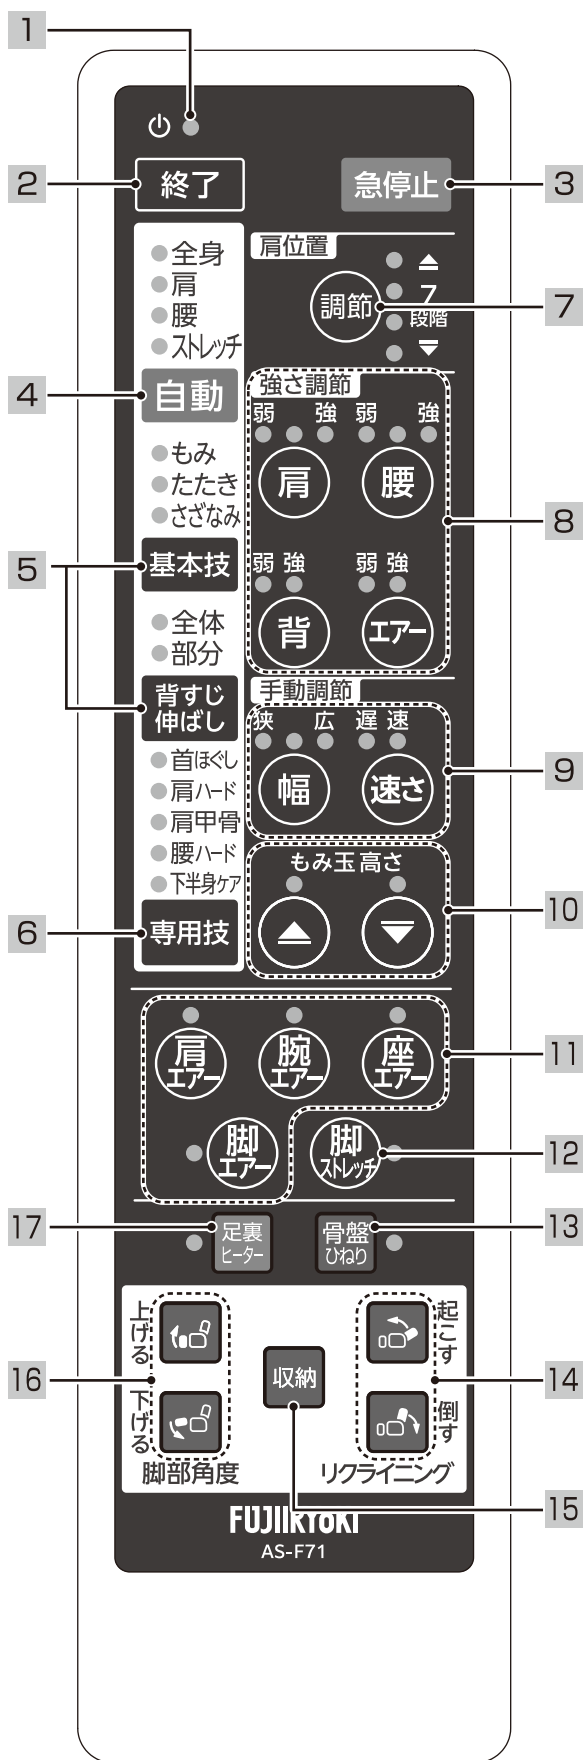 1
2
終了
急停止
3
肩位置
調節
7
段階
7
全身
肩
腰
ストレッチ
4
自動
もみ
たたき
さざなみ
5
基本技
全体
部分
背すじ
伸ばし
首ほぐし
肩ハード
肩甲骨
腰ハード
下半身ケア
6
専用技
強さ調節
弱 強 弱 強
肩 腰
8
弱 強 弱 強
背 エアー
手動調節
狭 広 遅 速
幅 速さ
9
もみ玉高さ
10
肩
エアー
腕
エアー
座
エアー
11
脚
エアー
脚
ストレッチ
12
17
足裏
ヒーター
骨盤
ひねり
13
上げる
下げる
16
脚部角度
収納
15
起こす
倒す
14
リクライニング
FUJIIRYOKI
AS-F71